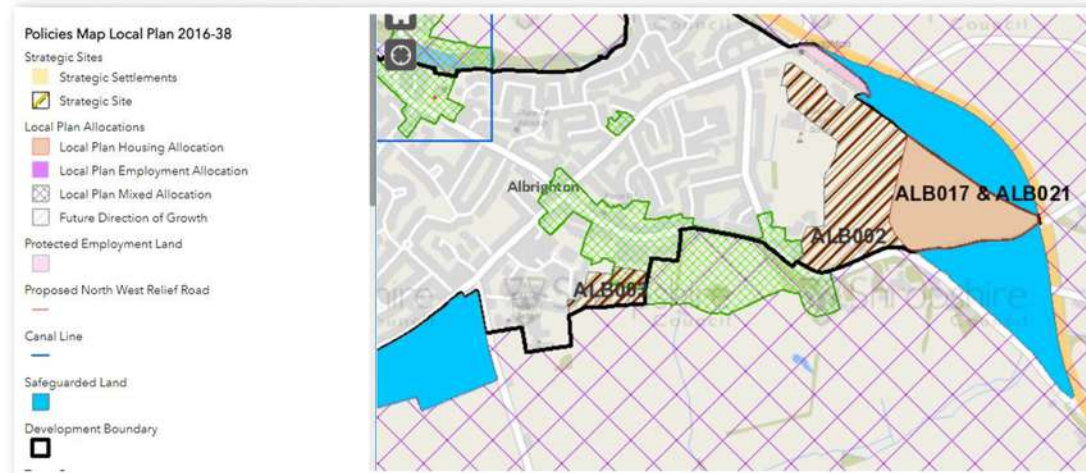 Policies Map Local Plan 2016-38
Strategic Sites
Strategic Settlements
Strategic Site
Local Plan Allocations
Local Plan Housing Allocation
Local Plan Employment Allocation
Local Plan Mixed Allocation
Future Direction of Growth
Protected Employment Land
Proposed North West Relief Road
Canal Line
Safeguarded Land
Development Boundary
Council
Council
Albrighton
ALB017 & ALB021
ALB002
Shropshire
Council
Shropshire